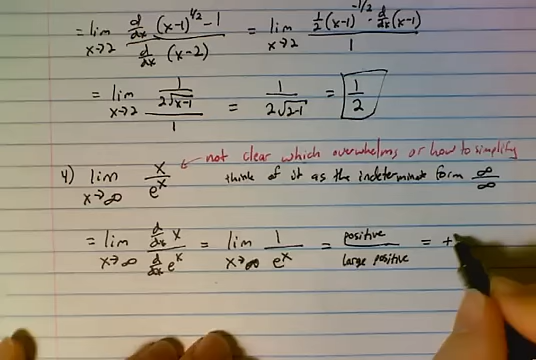 = lim x→2 d/dx (x-1)^{1/2} - 1 / d/dx (x-2) = lim x→2 1/2 (x-1)^{-1/2} · d/dx (x-1) / 1
= lim x→2 1/(2√(x-1)) / 1 = 1/(2√(2-1)) = 1/2
not clear which overwhelms or how to simplify
4) lim x→∞ x/e^x think of it as the indeterminate form ∞/∞
= lim x→∞ d/dx x / d/dx e^x = lim x→∞ 1/e^x = positive/large positive = +